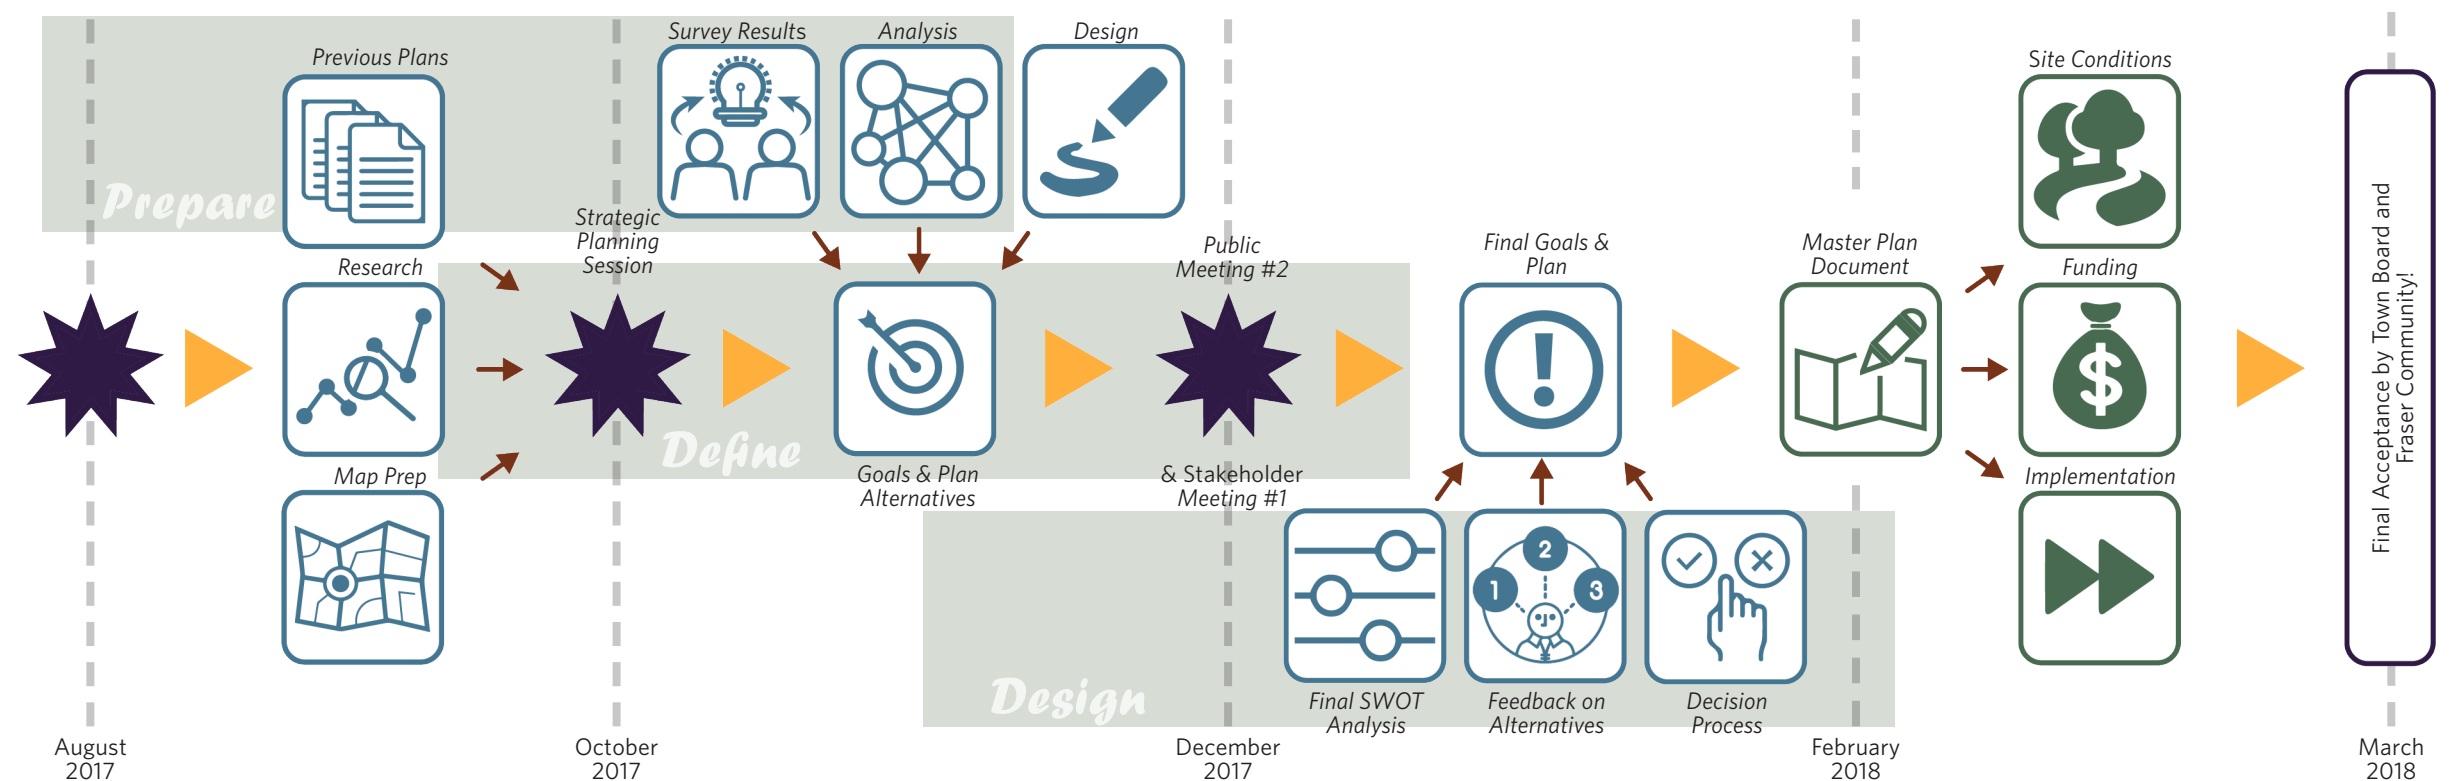 Previous Plans
Prepare
Research
Map Prep
Strategic
Planning
Session
Survey Results
Analysis
Design
Define
Goals & Plan
Alternatives
Public
Meeting #2
& Stakeholder
Meeting #1
Design
Final Goals &
Plan
1
2
3
Final SWOT
Analysis
Feedback on
Alternatives
Decision
Process
Master Plan
Document
Site Conditions
Funding
$
Implementation
Final Acceptance by Town Board and
Fraser Community!
August
2017
October
2017
December
2017
February
2018
March
2018